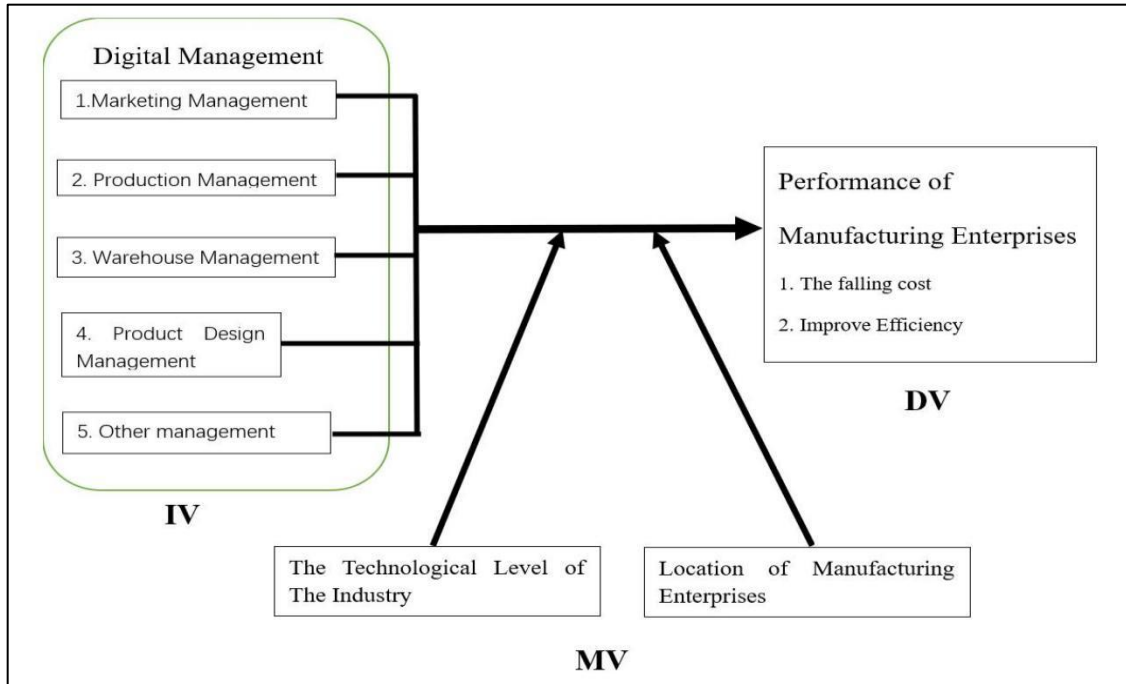 Digital Management
1.Marketing Management
2. Production Management
3. Warehouse Management
4. Product Design
Management
5. Other management
IV
Performance of
Manufacturing Enterprises
1. The falling cost
2. Improve Efficiency
DV
The Technological Level of
The Industry
Location of Manufacturing
Enterprises
MV